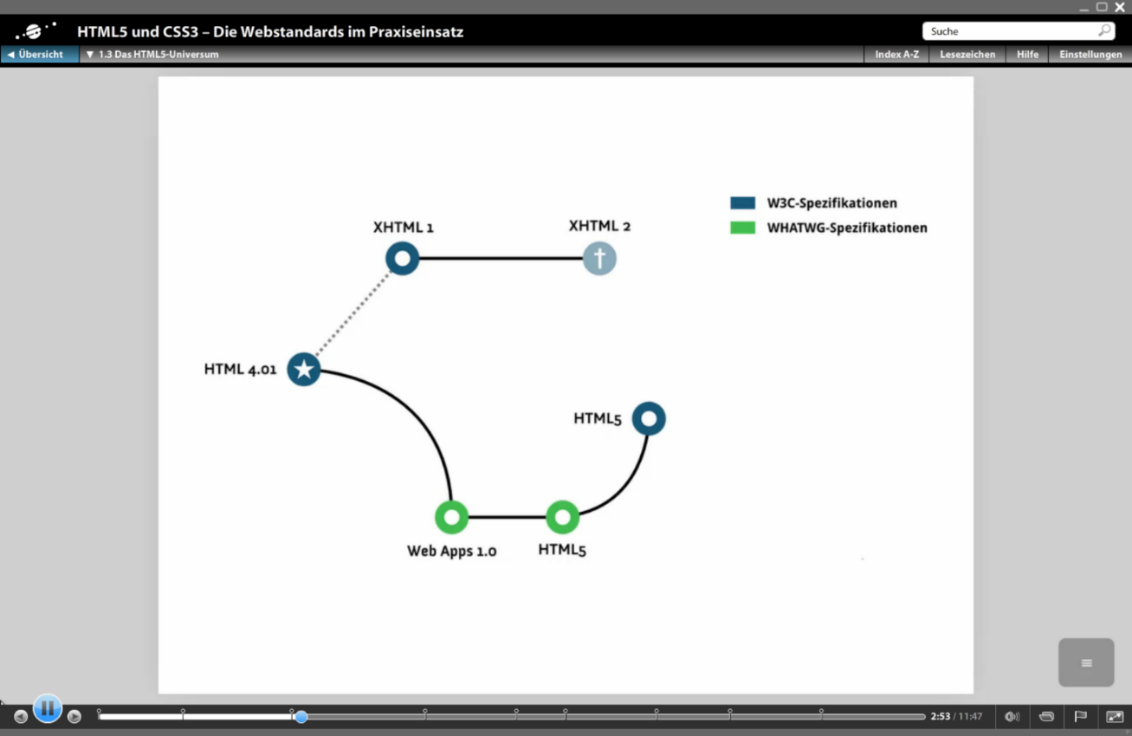 HTML5 und CSS3 – Die Webstandards im Praxiseinsatz
Suche
◀ Übersicht
▼ 1.3 Das HTML5-Universum
Index A-Z
Lesezeichen
Hilfe
Einstellungen
W3C-Spezifikationen
WHATWG-Spezifikationen
XHTML 1
XHTML 2
HTML 4.01
HTML5
Web Apps 1.0
HTML5
2:53 / 11:47